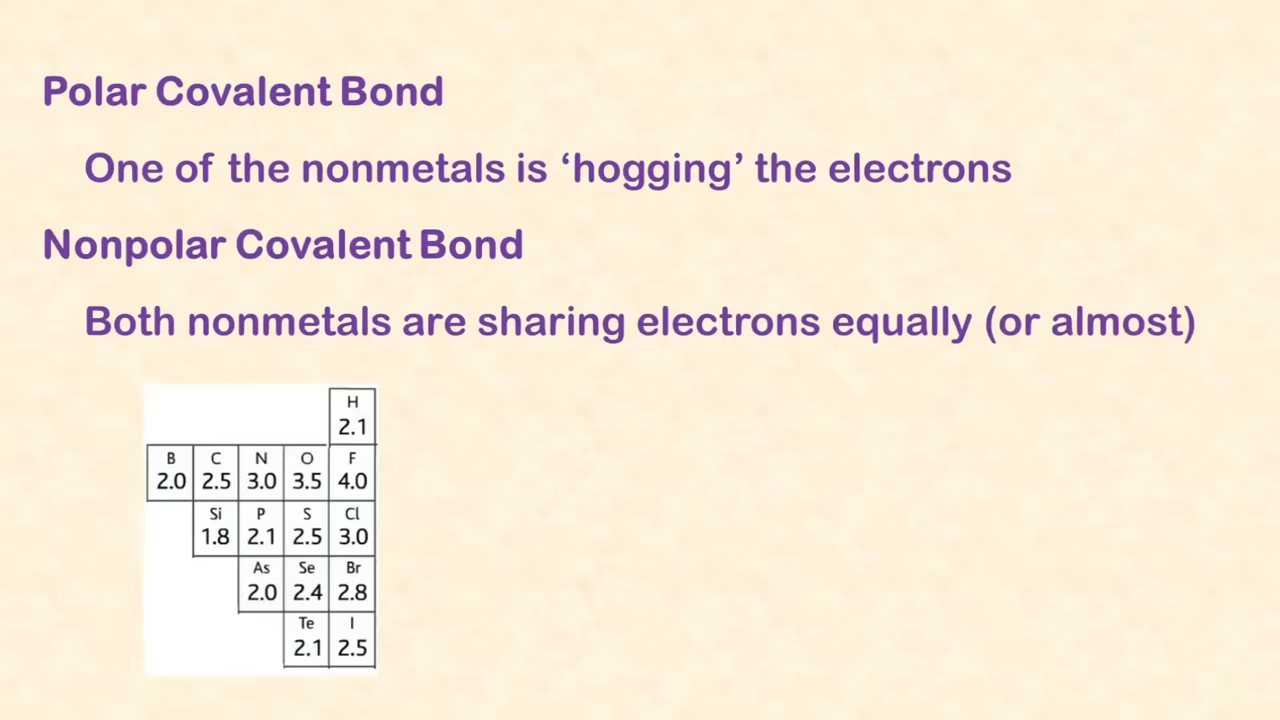 Polar Covalent Bond
One of the nonmetals is ‘hogging’ the electrons
Nonpolar Covalent Bond
Both nonmetals are sharing electrons equally (or almost)
H
2.1
B C N O F
2.0 2.5 3.0 3.5 4.0
Si P S Cl
1.8 2.1 2.5 3.0
As Se Br
2.0 2.4 2.8
Te I
2.1 2.5